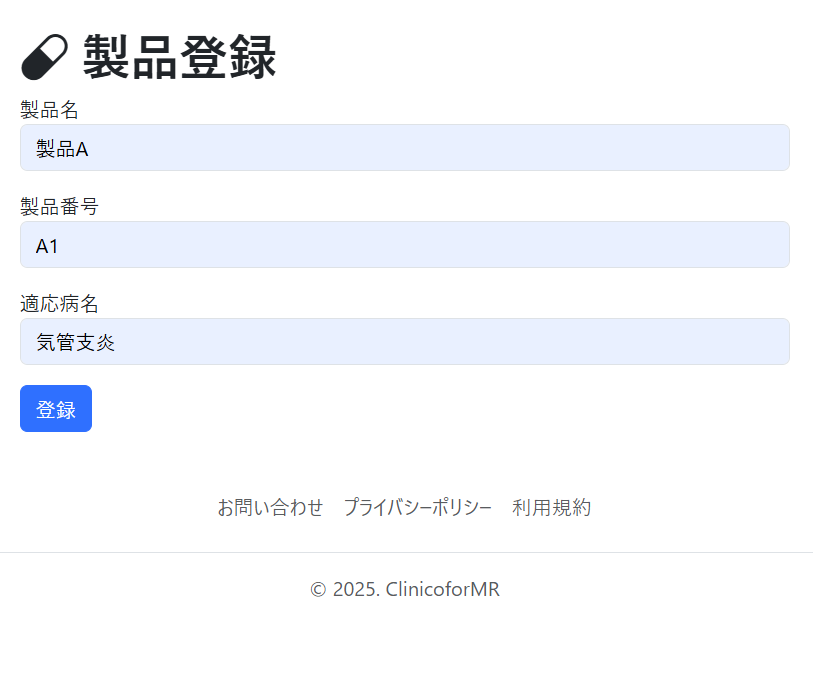 製品登録
製品名
製品A
製品番号
A1
適応病名
気管支炎
登録
お問い合わせ プライバシーポリシー 利用規約
© 2025. ClinicoforMR